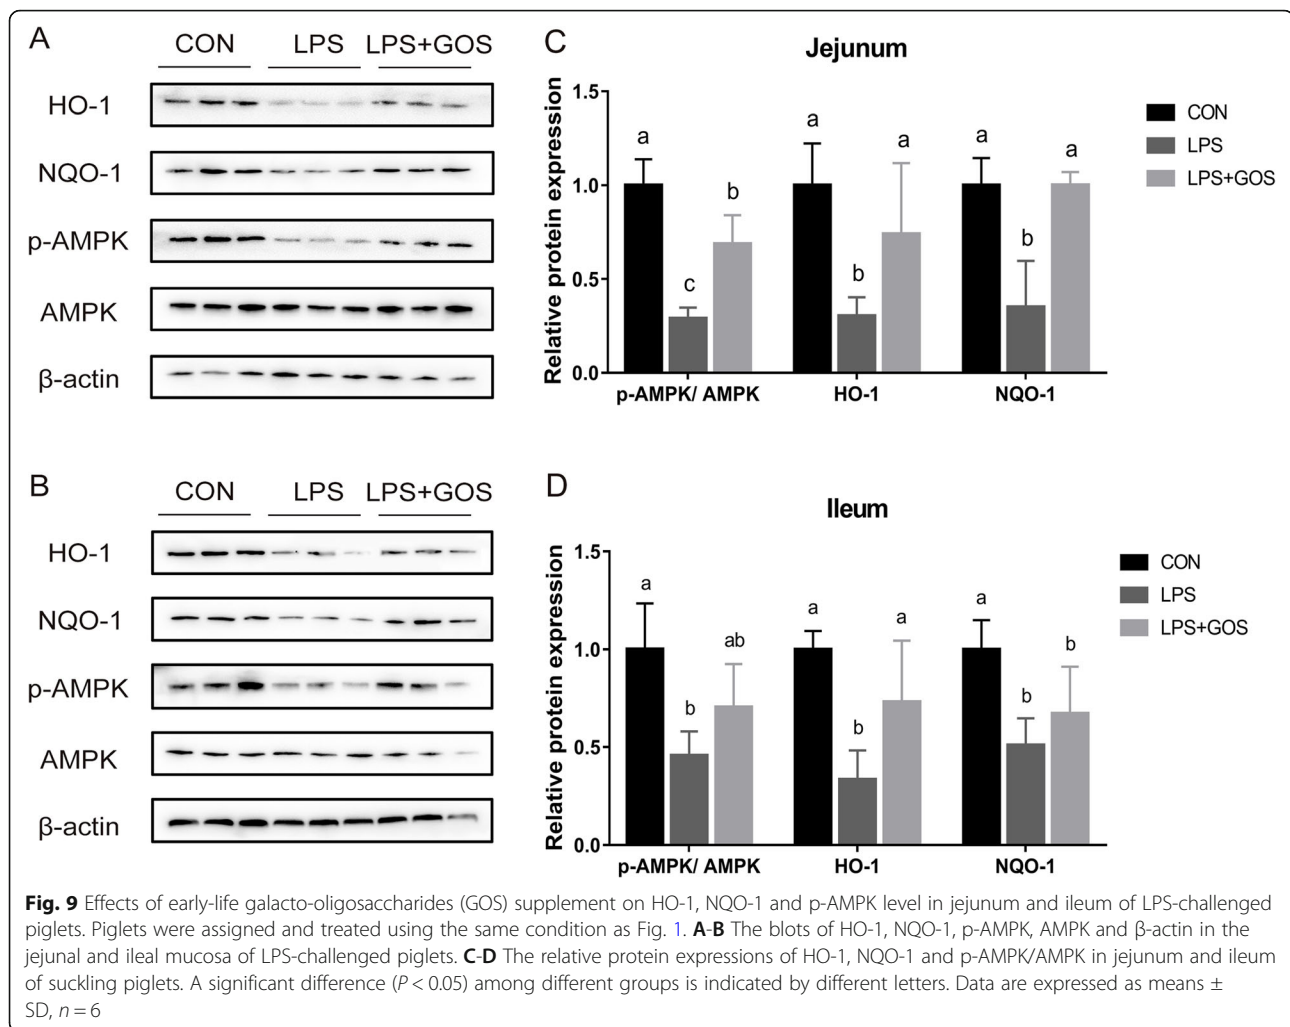 A
CON LPS LPS+GOS
HO-1
NQO-1
p-AMPK
AMPK
β-actin
C
Jejunum
Relative protein expression
1.5
1.0
0.5
0.0
a
c
b
a
b
a
a
b
a
p-AMPK/ AMPK HO-1 NQO-1
CON
LPS
LPS+GOS
B
CON LPS LPS+GOS
HO-1
NQO-1
p-AMPK
AMPK
β-actin
D
Ileum
Relative protein expression
1.5
1.0
0.5
0.0
a
b
ab
a
b
a
a
b
b
p-AMPK/ AMPK HO-1 NQO-1
CON
LPS
LPS+GOS
Fig. 9 Effects of early-life galacto-oligosaccharides (GOS) supplement on HO-1, NQO-1 and p-AMPK level in jejunum and ileum of LPS-challenged
piglets. Piglets were assigned and treated using the same condition as Fig. 1. A-B The blots of HO-1, NQO-1, p-AMPK, AMPK and β-actin in the
jejunal and ileal mucosa of LPS-challenged piglets. C-D The relative protein expressions of HO-1, NQO-1 and p-AMPK/AMPK in jejunum and ileum
of suckling piglets. A significant difference (P < 0.05) among different groups is indicated by different letters. Data are expressed as means ±
SD, n = 6